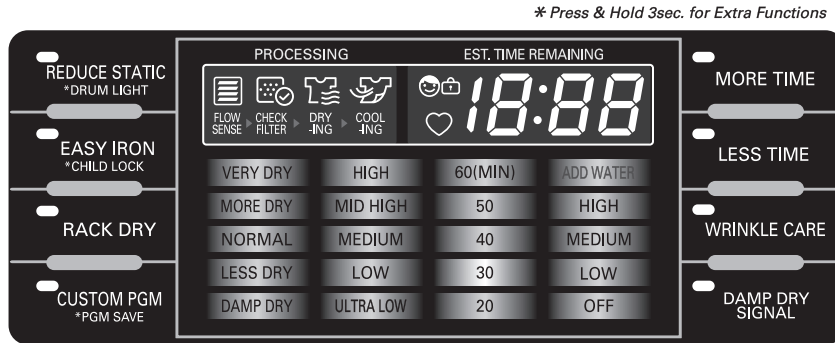 * Press & Hold 3sec. for Extra Functions
REDUCE STATIC
*DRUM LIGHT
EASY IRON
*CHILD LOCK
RACK DRY
CUSTOM PGM
*PGM SAVE
PROCESSING
EST. TIME REMAINING
FLOW SENSE
CHECK FILTER
DRY -ING
COOL -ING
18:88
VERY DRY HIGH 60(MIN) ADD WATER
MORE DRY MID HIGH 50 HIGH
NORMAL MEDIUM 40 MEDIUM
LESS DRY LOW 30 LOW
DAMP DRY ULTRA LOW 20 OFF
MORE TIME
LESS TIME
WRINKLE CARE
DAMP DRY
SIGNAL